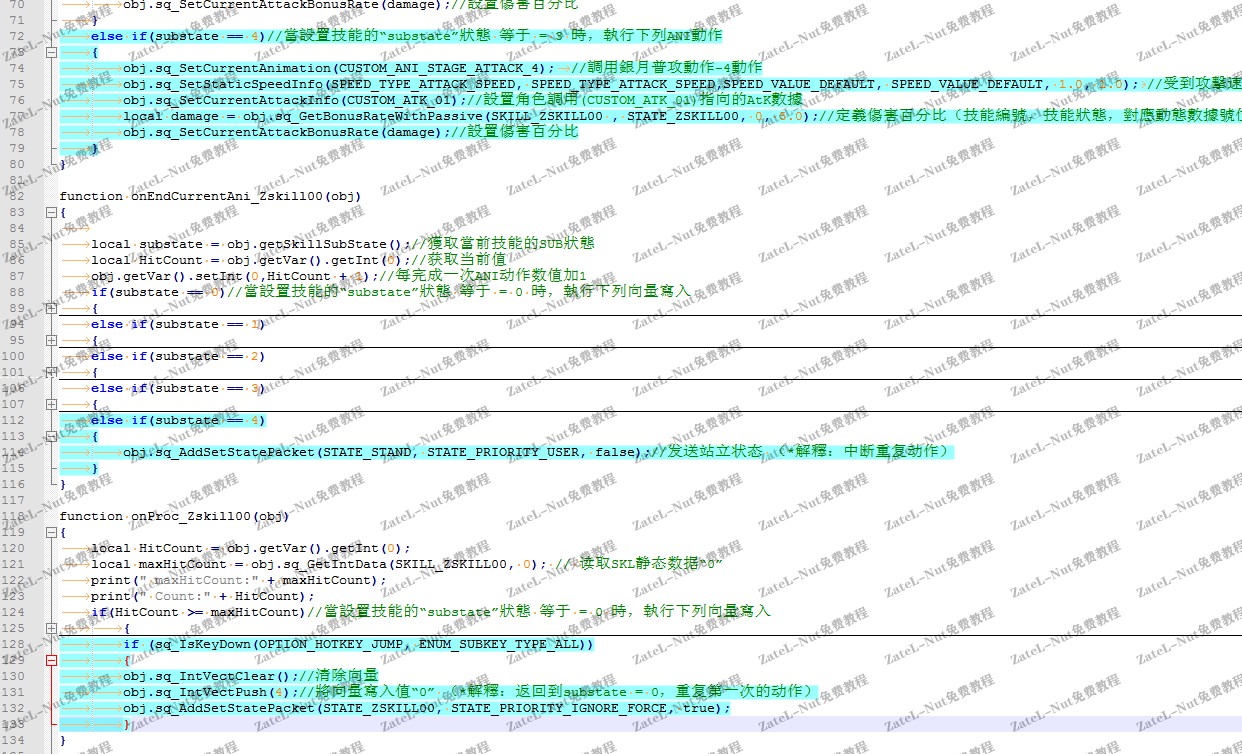 70 obj.sq_SetCurrentAttackBonusRate(damage);//設置傷害百分比
71 }
72 else if(substate == 4)//當設置技能的“substate”狀態 等于 = 3 時，執行下列ANI動作
73 {
74 obj.sq_SetCurrentAnimation(CUSTOM_ANI_STAGE_ATTACK_4); //調用銀月普攻動作-4動作
75 obj.sq_SetStaticSpeedInfo(SPEED_TYPE_ATTACK_SPEED, SPEED_TYPE_ATTACK_SPEED,SPEED_VALUE_DEFAULT, SPEED_VALUE_DEFAULT, 1.0, 1.0); //受到攻擊速
76 obj.sq_SetCurrentAttackInfo(CUSTOM_ATK_01);//設置角色調用(CUSTOM_ATK_01)指向的AtK數據
77 local damage = obj.sq_GetBonusRateWithPassive(SKILL_ZSKILL00 , STATE_ZSKILL00, 0, 6.0);//定義傷害百分比（技能編號，技能狀態，對應動態數據號位
78 obj.sq_SetCurrentAttackBonusRate(damage);//設置傷害百分比
79 }
80 }
81
82 function onEndCurrentAni_Zskill00(obj)
83 {
84
85 local substate = obj.getSkillSubState();//獲取當前技能的SUB狀態
86 local HitCount = obj.getVar().getInt(0);//获取当前值
87 obj.getVar().setInt(0,HitCount + 1);//每完成一次ANI动作数值加1
88 if(substate == 0)//當設置技能的“substate”狀態 等于 = 0 時，執行下列向量寫入
89 {
94 else if(substate == 1)
95 {
100 else if(substate == 2)
101 {
106 else if(substate == 3)
107 {
112 else if(substate == 4)
113 {
114 obj.sq_AddSetStatePacket(STATE_STAND, STATE_PRIORITY_USER, false);//发送站立状态 （*解釋：中断重复动作）
115 }
116 }
117
118 function onProc_Zskill00(obj)
119 {
120 local HitCount = obj.getVar().getInt(0);
121 local maxHitCount = obj.sq_GetIntData(SKILL_ZSKILL00, 0); // 读取SKL静态数据“0”
122 print(" maxHitCount:" + maxHitCount);
123 print(" Count:" + HitCount);
124 if(HitCount >= maxHitCount)//當設置技能的“substate”狀態 等于 = 0 時，執行下列向量寫入
125 {
128 if (sq_IsKeyDown(OPTION_HOTKEY_JUMP, ENUM_SUBKEY_TYPE_ALL))
129 {
130 obj.sq_IntVectClear();//清除向量
131 obj.sq_IntVectPush(4);//將向量寫入值“0” （*解釋：返回到substate = 0，重复第一次的动作）
132 obj.sq_AddSetStatePacket(STATE_ZSKILL00, STATE_PRIORITY_IGNORE_FORCE, true);
133 }
134 }
ZateL-Nut免费教程